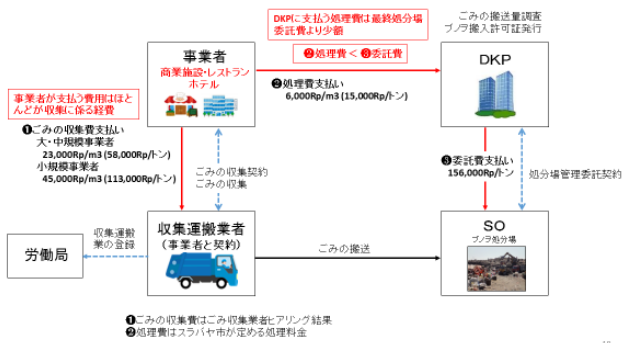 DKPに支払う処理費は最終処分場
委託費より少額
❷処理費 < ❸委託費
ごみの搬送量調査
ブノヲ搬入許可証発行
事業者
商業施設・レストラン
ホテル
DKP
❷処理費支払い
6,000Rp/m3 (15,000Rp/トン)
事業者が支払う費用はほと
んどが収集に係る経費
❶ごみの収集費支払い
大・中規模事業者
23,000Rp/m3 (58,000Rp/トン)
小規模事業者
45,000Rp/m3 (113,000Rp/トン)
ごみの収集契約
ごみの収集
❸委託費支払い
156,000Rp/トン
処分場管理委託契約
労働局
収集運搬
業の登録
収集運搬業者
(事業者と契約)
ごみの搬送
SO
ブノヲ処分場
❶ごみの収集費はごみ収集業者ヒアリング結果
❷処理費はスラバヤ市が定める処理料金